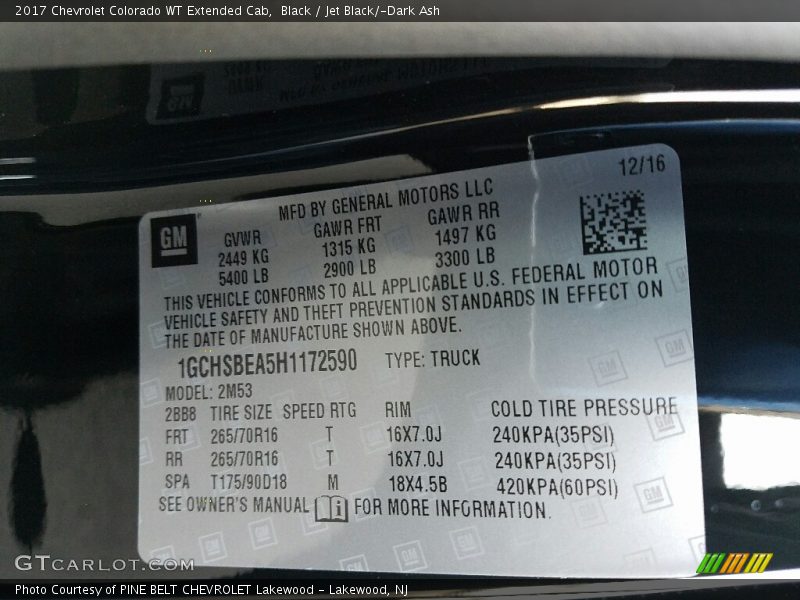 2017 Chevrolet Colorado WT Extended Cab,  Black / Jet Black/-Dark Ash
12/16
GM
MFD BY GENERAL MOTORS LLC
GVWR GAWR FRT GAWR RR
2449 KG 1315 KG 1497 KG
5400 LB 2900 LB 3300 LB
THIS VEHICLE CONFORMS TO ALL APPLICABLE U.S. FEDERAL MOTOR
VEHICLE SAFETY AND THEFT PREVENTION STANDARDS IN EFFECT ON
THE DATE OF MANUFACTURE SHOWN ABOVE.
1GCHSBEA5H1172590 TYPE: TRUCK
MODEL: 2M53
2BB8 TIRE SIZE SPEED RTG RIM COLD TIRE PRESSURE
FRT 265/70R16 T 16X7.0J 240KPA(35PSI)
RR 265/70R16 T 16X7.0J 240KPA(35PSI)
SPA T175/90D18 M 18X4.5B 420KPA(60PSI)
SEE OWNER'S MANUAL FOR MORE INFORMATION.
GTCARLOT.COM
Photo Courtesy of PINE BELT CHEVROLET Lakewood - Lakewood, NJ